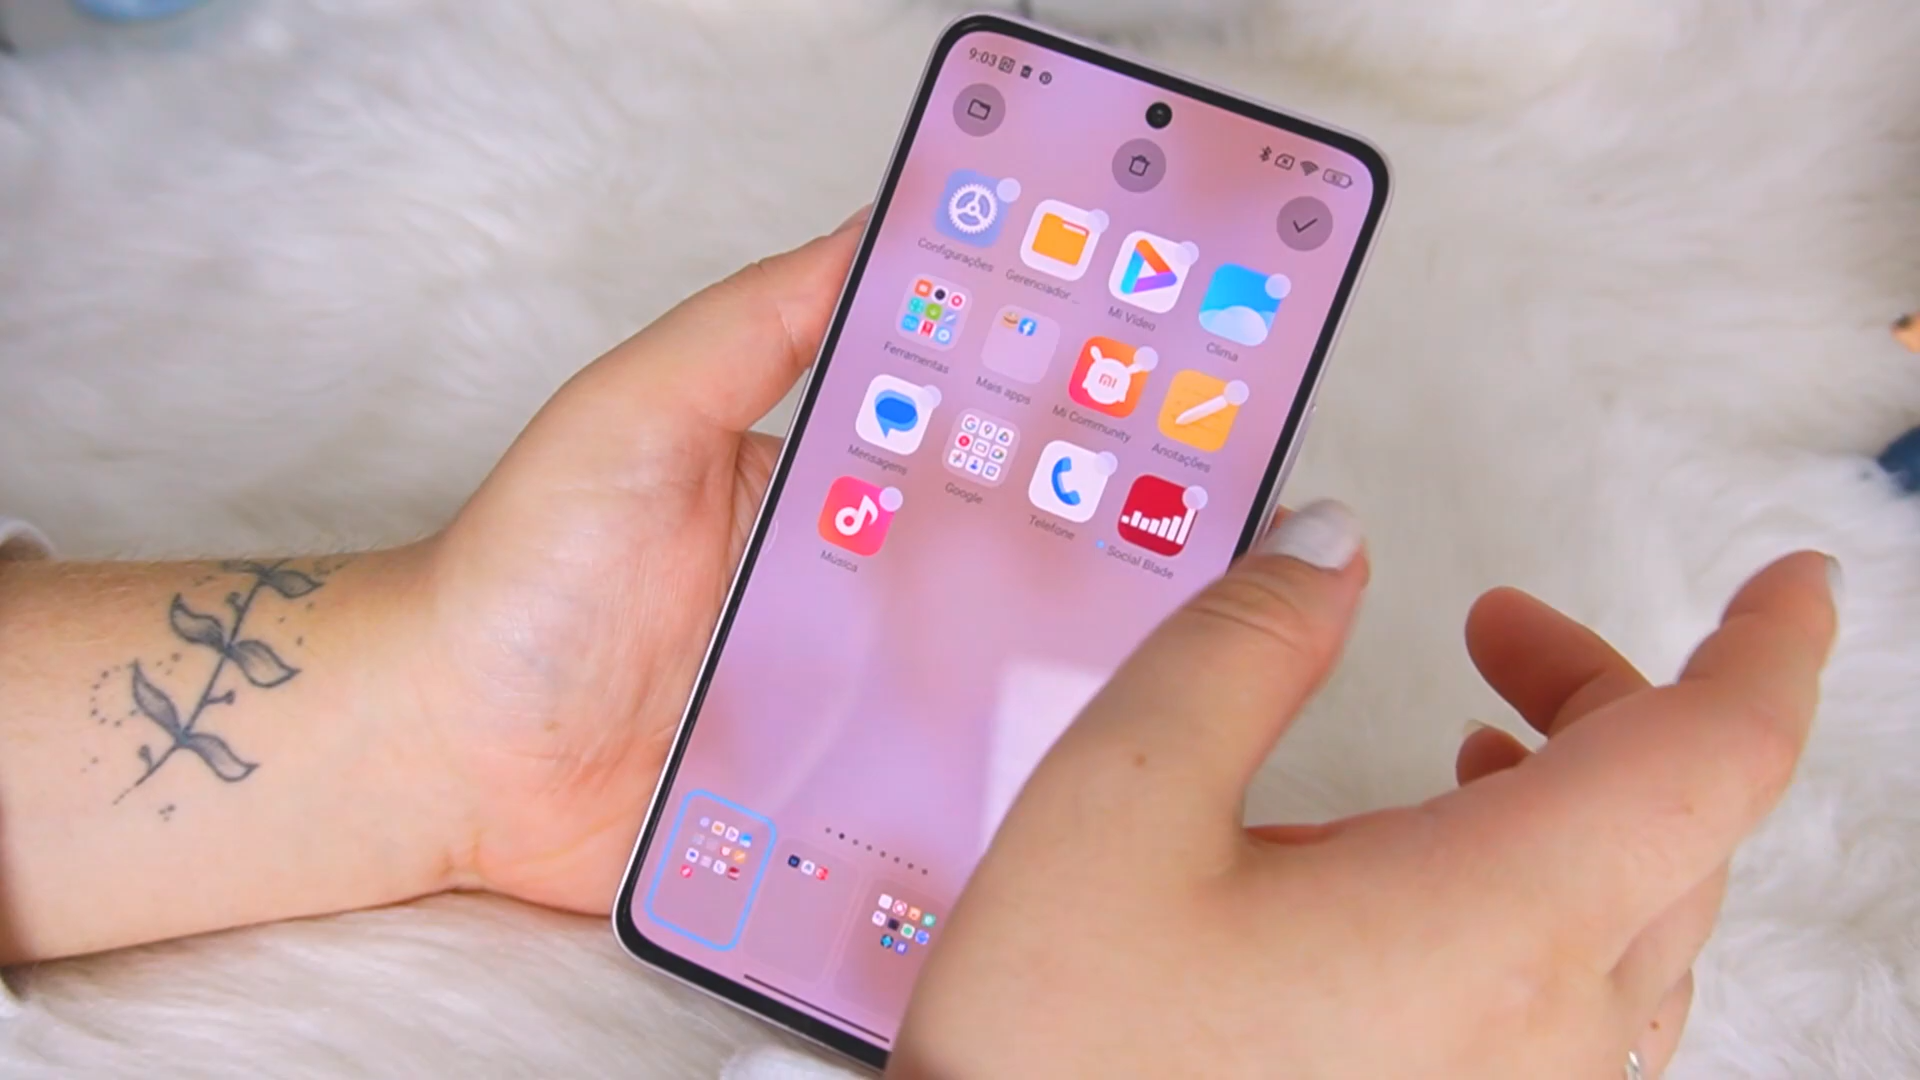 9:03
Configurações
Gerenciador ...
Mi Vídeo
Clima
Ferramentas
Mais apps
Mi Community
Anotações
Mensagens
Google
Telefone
Social Blade
Música